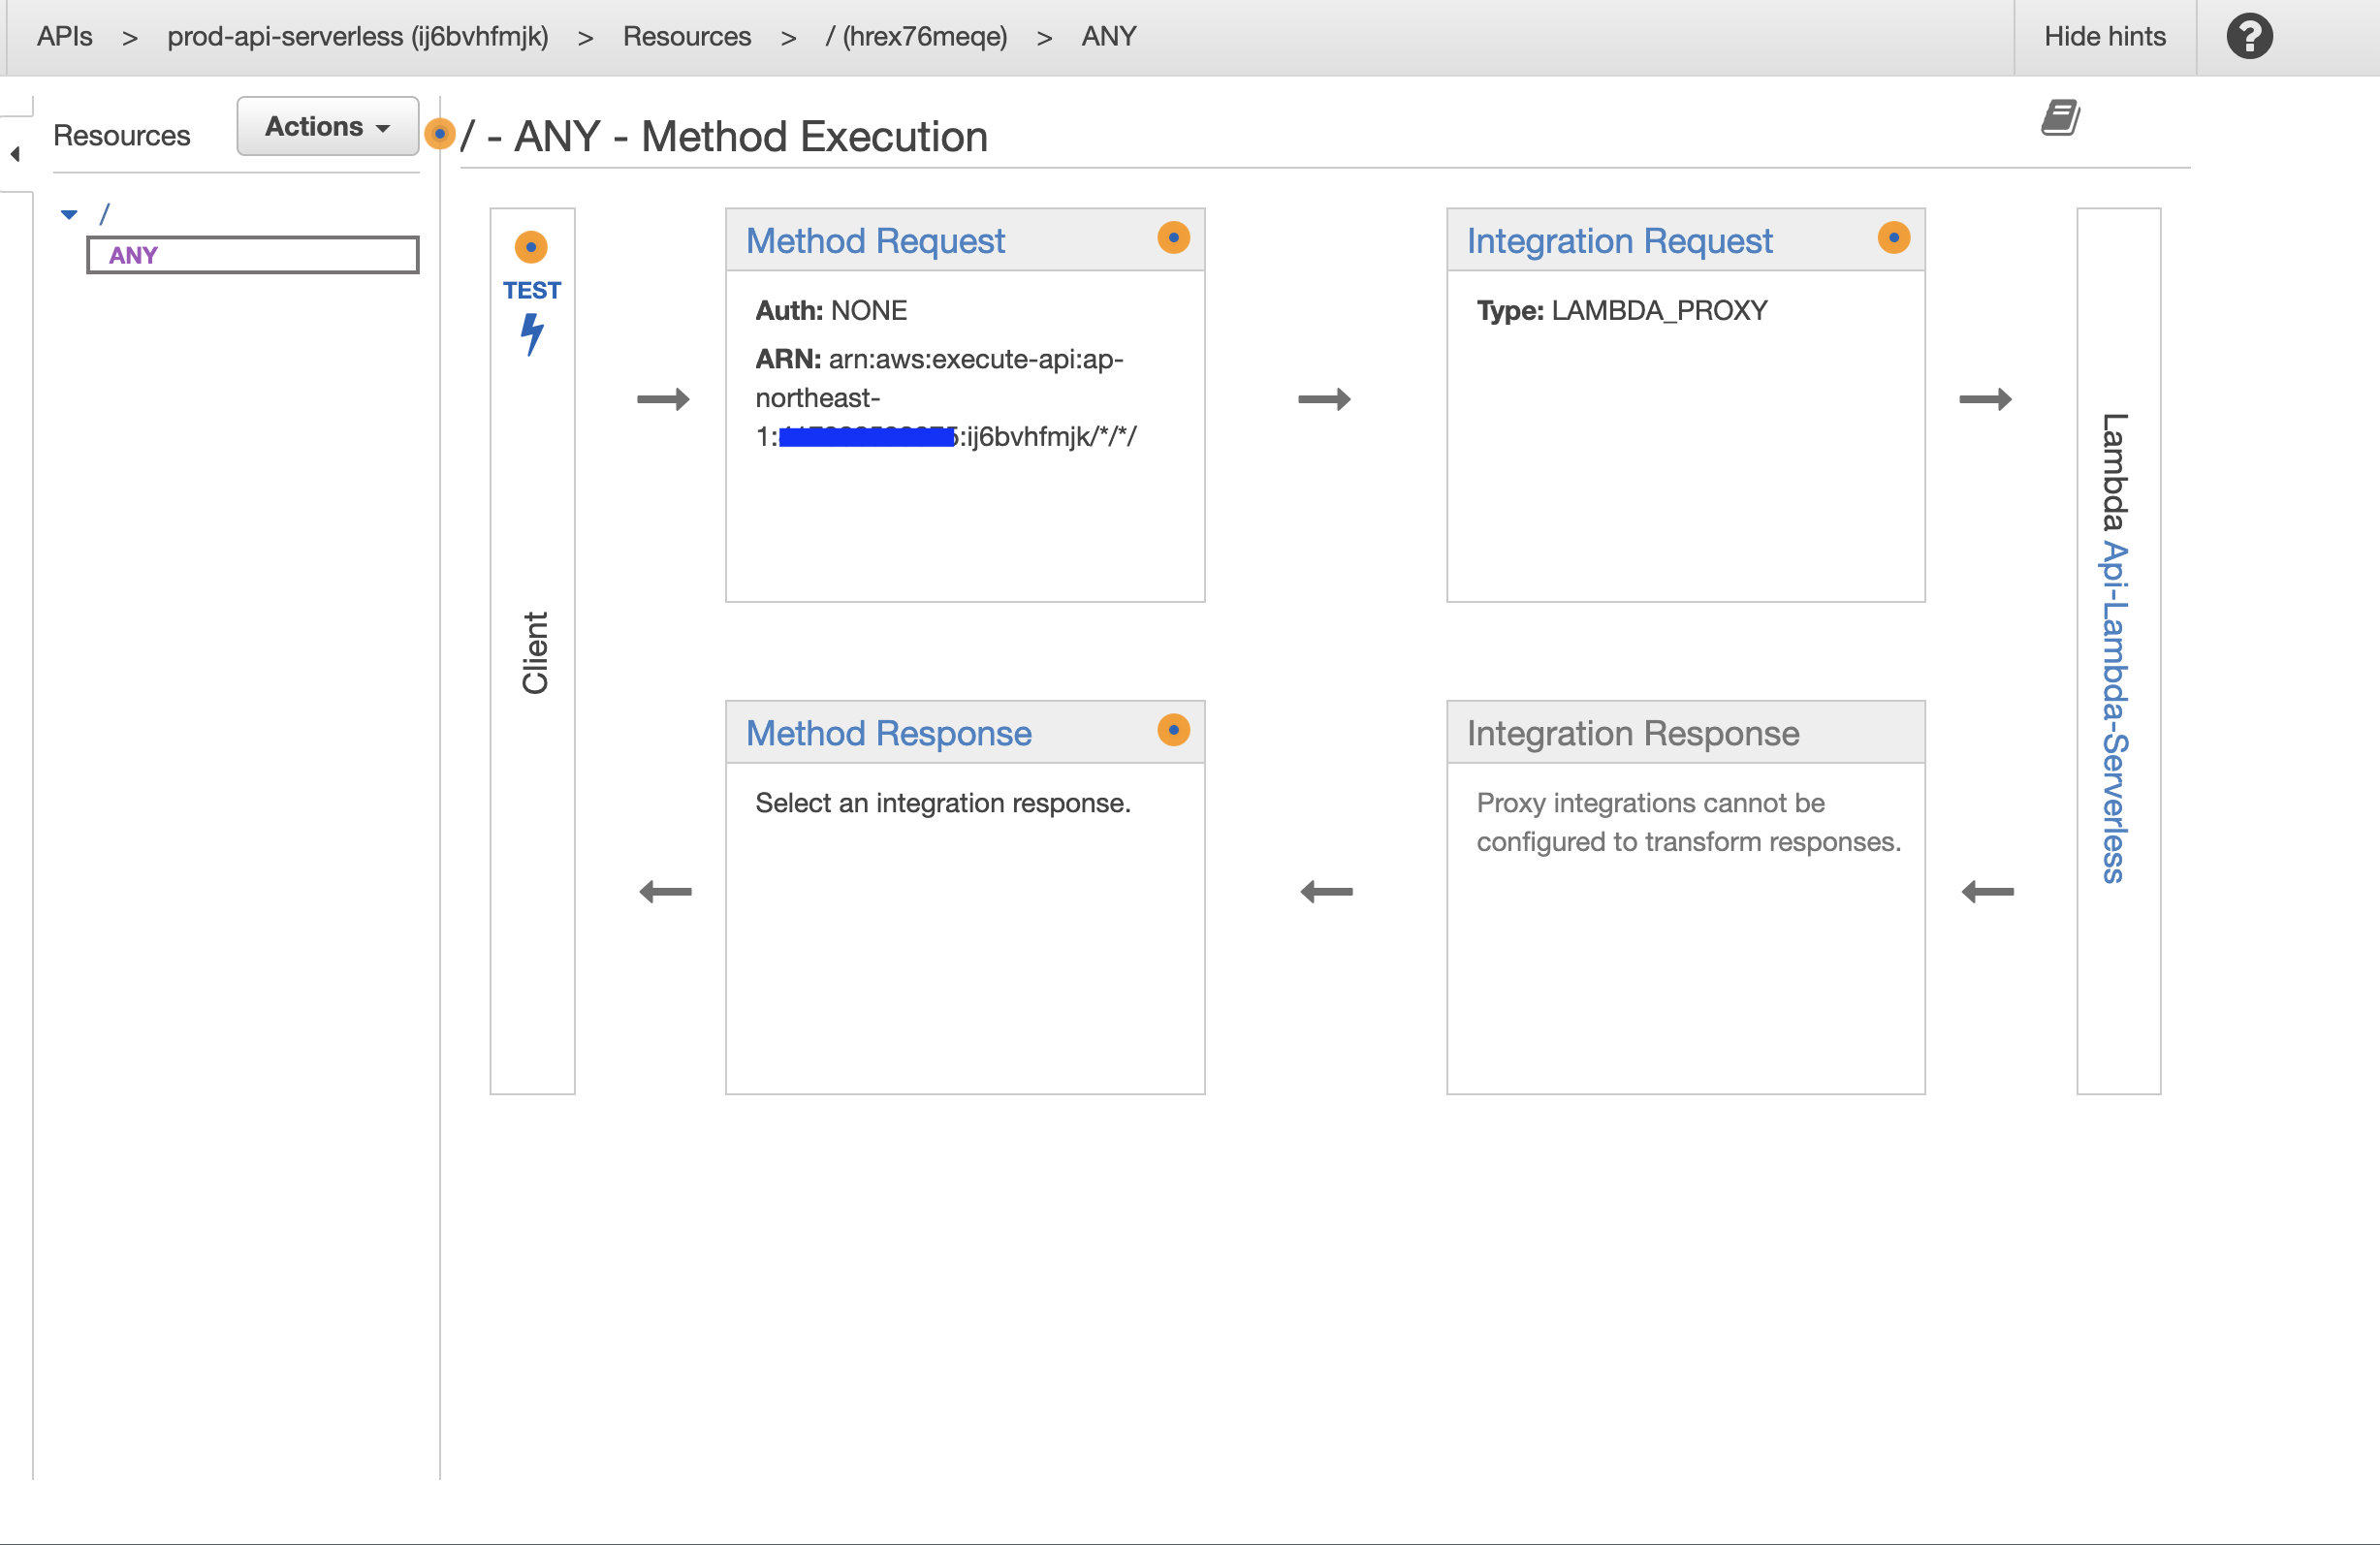 APIs > prod-api-serverless (ij6bvhfmjk) > Resources > / (hrex76meqe) > ANY
Hide hints
?
Resources
Actions
/ - ANY - Method Execution
/
ANY
TEST
Client
Method Request
Auth: NONE
ARN: arn:aws:execute-api:ap-
northeast-
1: :ij6bvhfmjk/*/*/
Integration Request
Type: LAMBDA_PROXY
Lambda Api-Lambda-Serverless
Method Response
Select an integration response.
Integration Response
Proxy integrations cannot be
configured to transform responses.